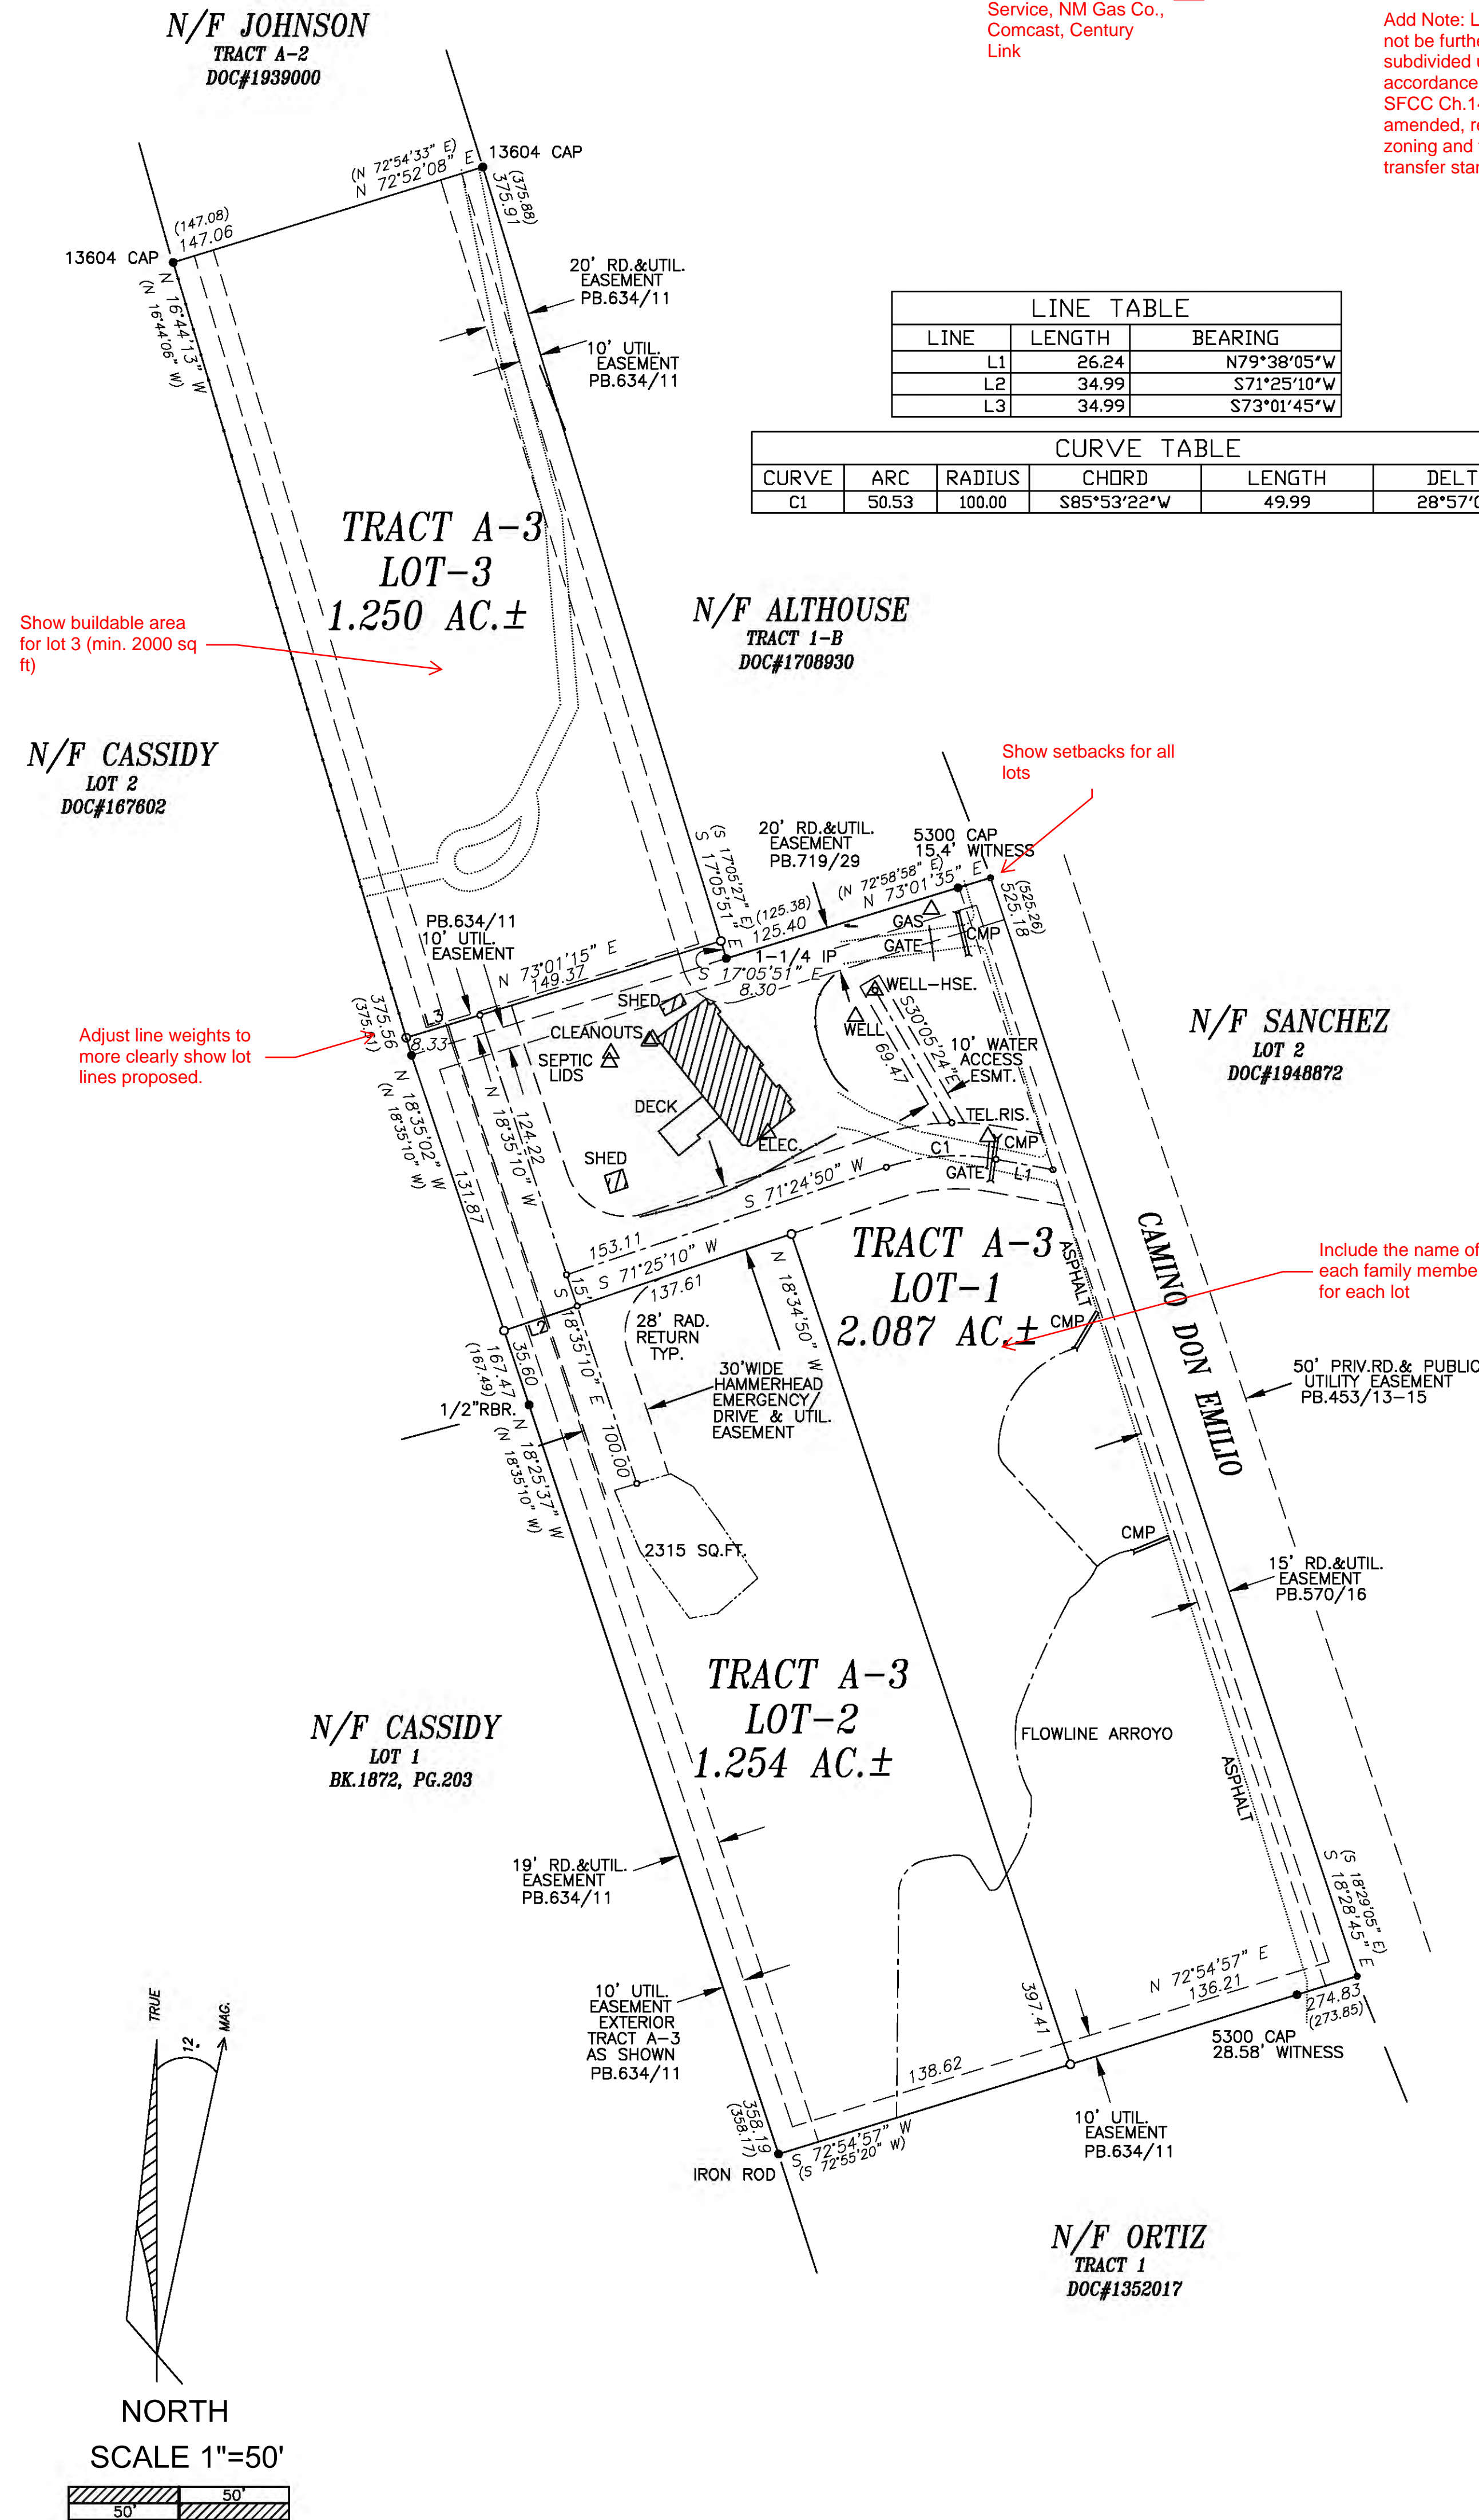 N/F JOHNSON
TRACT A-2
DOC#1939000
Service, NM Gas Co.,
Comcast, Century
Link
Add Note: L
not be furthe
subdivided u
accordance
SFCC Ch.14
amended, re
zoning and
transfer star
(N 72°54'33" E)
N 72°52'08" E
13604 CAP
(147.08)
147.06
13604 CAP
(375.88)
375.91
N 16°44'13" W
(N 16°44'06" W)
20' RD.&UTIL.
EASEMENT
PB.634/11
10' UTIL.
EASEMENT
PB.634/11
LINE TABLE
LINE LENGTH BEARING
L1 26.24 N79°38'05"W
L2 34.99 S71°25'10"W
L3 34.99 S73°01'45"W
CURVE TABLE
CURVE ARC RADIUS CHORD LENGTH DELT
C1 50.53 100.00 S85°53'22"W 49.99 28°57'0
TRACT A-3
LOT-3
1.250 AC.±
N/F ALTHOUSE
TRACT 1-B
DOC#1708930
Show buildable area
for lot 3 (min. 2000 sq
ft)
N/F CASSIDY
LOT 2
DOC#167602
Show setbacks for all
lots
20' RD.&UTIL.
EASEMENT
PB.719/29
5300 CAP
15.4' WITNESS
(S 17°05'27" E)
S 17°05'51" E
(N 72°58'58" E)
N 73°01'35" E
(125.38)
125.40
(525.26)
525.18
GAS
GATE
CMP
PB.634/11
10' UTIL.
EASEMENT
N 73°01'15" E
149.37
1-1/4 IP
S 17°05'51" E
8.30
WELL-HSE.
SHED
CLEANOUTS
SEPTIC
LIDS
WELL
S30°05'24"E
69.47
10' WATER
ACCESS
ESMT.
N/F SANCHEZ
LOT 2
DOC#1948872
Adjust line weights to
more clearly show lot
lines proposed.
375.56
L3
8.33
DECK
ELEC.
TEL.RIS.
CMP
C1
GATE
L1
SHED
N 18°35'02" W
(N 18°35'10" W)
131.87
124.22
N 18°35'10" W
S 71°24'50" W
153.11
S 71°25'10" W
137.61
15'
L2
TRACT A-3
LOT-1
2.087 AC.±
ASPHALT
CAMINO DON EMILIO
Include the name of
each family membe
for each lot
28' RAD.
RETURN
TYP.
N 18°34'50" W
CMP
50' PRIV.RD.& PUBLIC
UTILITY EASEMENT
PB.453/13-15
35.60
167.47
(167.49)
S 18°35'10" E 100.00
30'WIDE
HAMMERHEAD
EMERGENCY/
DRIVE & UTIL.
EASEMENT
1/2"RBR.
N 18°25'37" W
(N 18°35'10" W)
2315 SQ.FT.
CMP
15' RD.&UTIL.
EASEMENT
PB.570/16
TRACT A-3
LOT-2
1.254 AC.±
N/F CASSIDY
LOT 1
BK.1872, PG.203
FLOWLINE ARROYO
ASPHALT
19' RD.&UTIL.
EASEMENT
PB.634/11
(S 18°29'05" E)
S 18°28'45" E
10' UTIL.
EASEMENT
EXTERIOR
TRACT A-3
AS SHOWN
PB.634/11
N 72°54'57" E
136.21
397.41
274.83
(273.85)
5300 CAP
28.58' WITNESS
138.62
358.19
(358.17)
S 72°54'57" W
(S 72°55'20" W)
IRON ROD
10' UTIL.
EASEMENT
PB.634/11
N/F ORTIZ
TRACT 1
DOC#1352017
TRUE
12°
MAG.
NORTH
SCALE 1"=50'
50'
50'